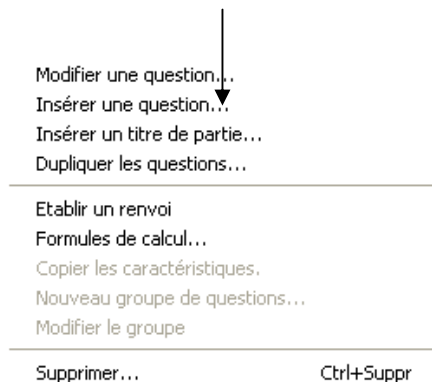 Modifier une question...
Insérer une question...
Insérer un titre de partie...
Dupliquer les questions...
Etablir un renvoi
Formules de calcul...
Copier les caractéristiques.
Nouveau groupe de questions...
Modifier le groupe
Supprimer... Ctrl+Suppr